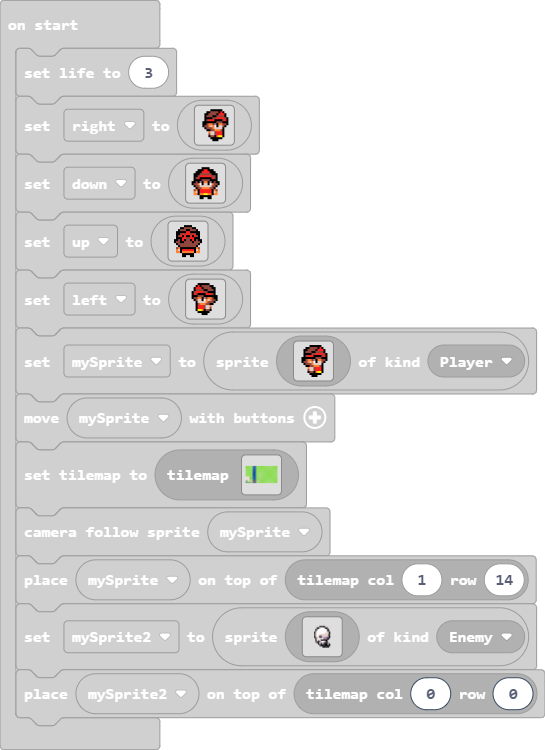 on start
set life to 3
set right to
set down to
set up to
set left to
set mySprite to sprite of kind Player
move mySprite with buttons
set tilemap to tilemap
camera follow sprite mySprite
place mySprite on top of tilemap col 1 row 14
set mySprite2 to sprite of kind Enemy
place mySprite2 on top of tilemap col 0 row 0